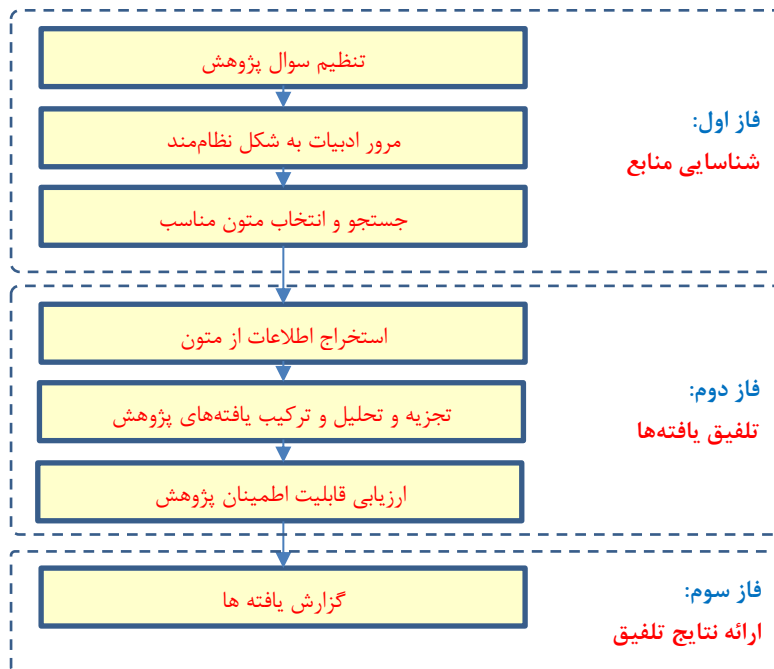 فاز اول:
شناسایی منابع
تنظیم سوال پژوهش
مرور ادبیات به شکل نظام‌مند
جستجو و انتخاب متون مناسب
فاز دوم:
تلفیق یافته‌ها
استخراج اطلاعات از متون
تجزیه و تحلیل و ترکیب یافته‌های پژوهش
ارزیابی قابلیت اطمینان پژوهش
فاز سوم:
ارائه نتایج تلفیق
گزارش یافته ها